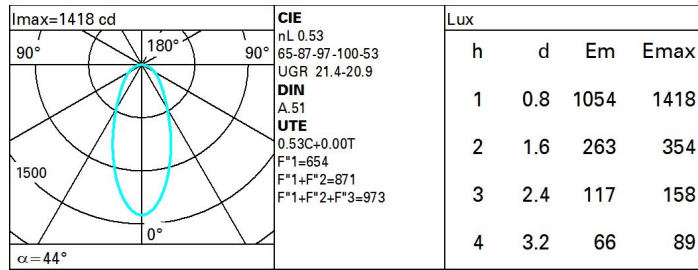 Imax=1418 cd
90°
180°
90°
1500
0°
α=44°
CIE
nL 0.53
65-87-97-100-53
UGR 21.4-20.9
DIN
A.51
UTE
0.53C+0.00T
F"1=654
F"1+F"2=871
F"1+F"2+F"3=973
Lux
h d Em Emax
1 0.8 1054 1418
2 1.6 263 354
3 2.4 117 158
4 3.2 66 89